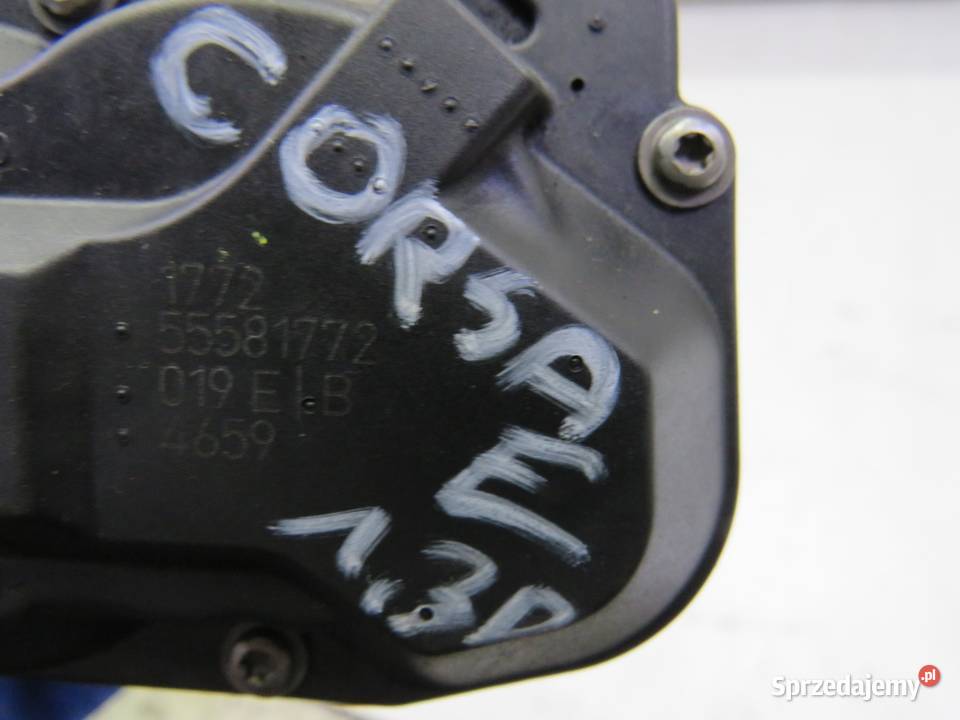 CORSA E
1.3D
1772
55581772
019 E B
4659
Sprzedajemy.pl